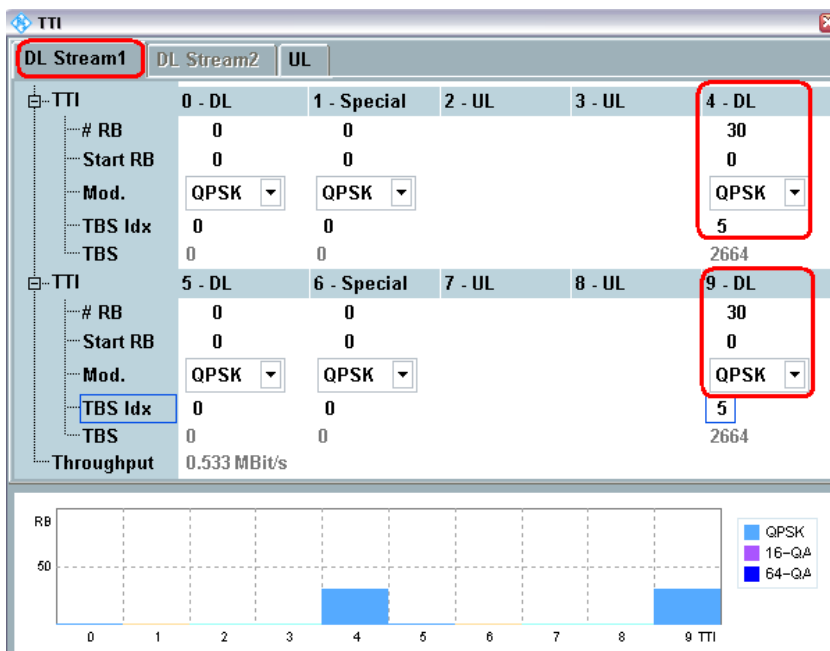 TTI
DL Stream1 DL Stream2 UL
TTI 0 - DL 1 - Special 2 - UL 3 - UL 4 - DL
# RB 0 0 30
Start RB 0 0 0
Mod. QPSK QPSK QPSK
TBS Idx 0 0 5
TBS 0 0 2664
TTI 5 - DL 6 - Special 7 - UL 8 - UL 9 - DL
# RB 0 0 30
Start RB 0 0 0
Mod. QPSK QPSK QPSK
TBS Idx 0 0 5
TBS 0 0 2664
Throughput 0.533 MBit/s
RB
50
0 1 2 3 4 5 6 7 8 9 TTI
QPSK
16-QA
64-QA